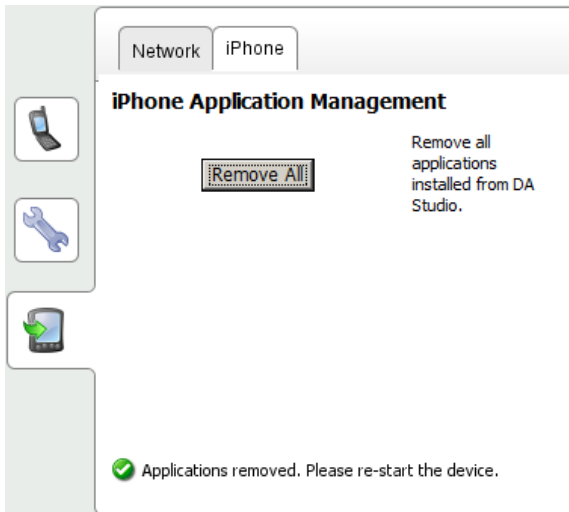 Network
iPhone
iPhone Application Management
Remove All
Remove all
applications
installed from DA
Studio.
Applications removed. Please re-start the device.